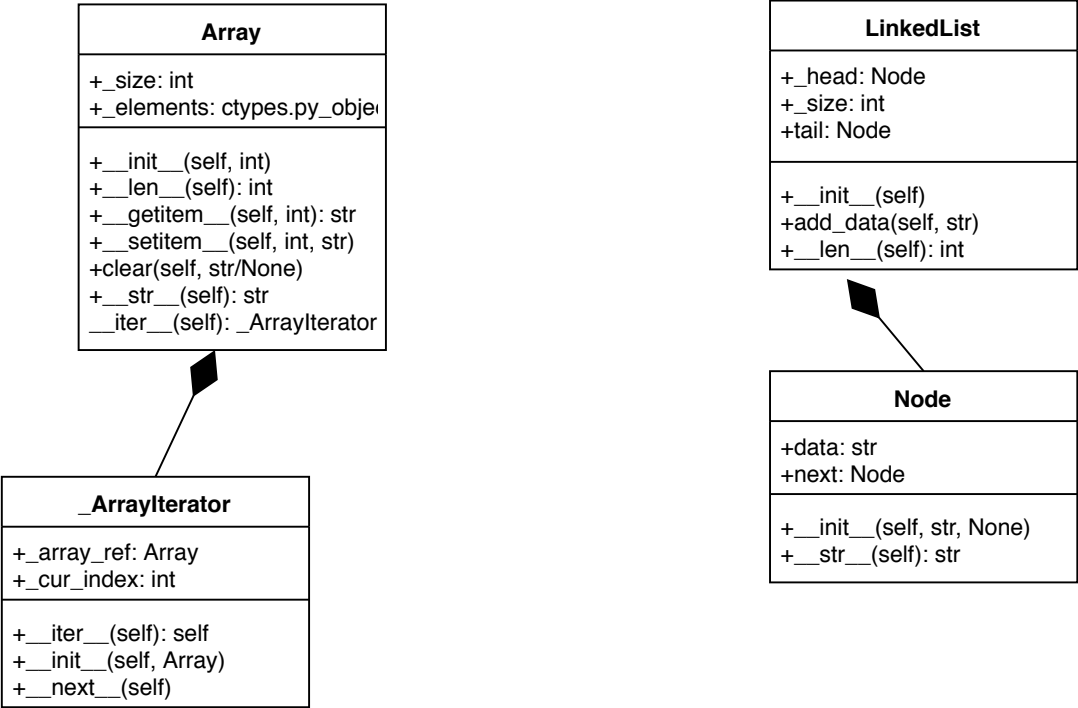 Array
+_size: int
+_elements: ctypes.py_objec
+__init__(self, int)
+__len__(self): int
+__getitem__(self, int): str
+__setitem__(self, int, str)
+clear(self, str/None)
+__str__(self): str
__iter__(self): _ArrayIterator
_ArrayIterator
+_array_ref: Array
+_cur_index: int
+__iter__(self): self
+__init__(self, Array)
+__next__(self)
LinkedList
+_head: Node
+_size: int
+tail: Node
+__init__(self)
+add_data(self, str)
+__len__(self): int
Node
+data: str
+next: Node
+__init__(self, str, None)
+__str__(self): str